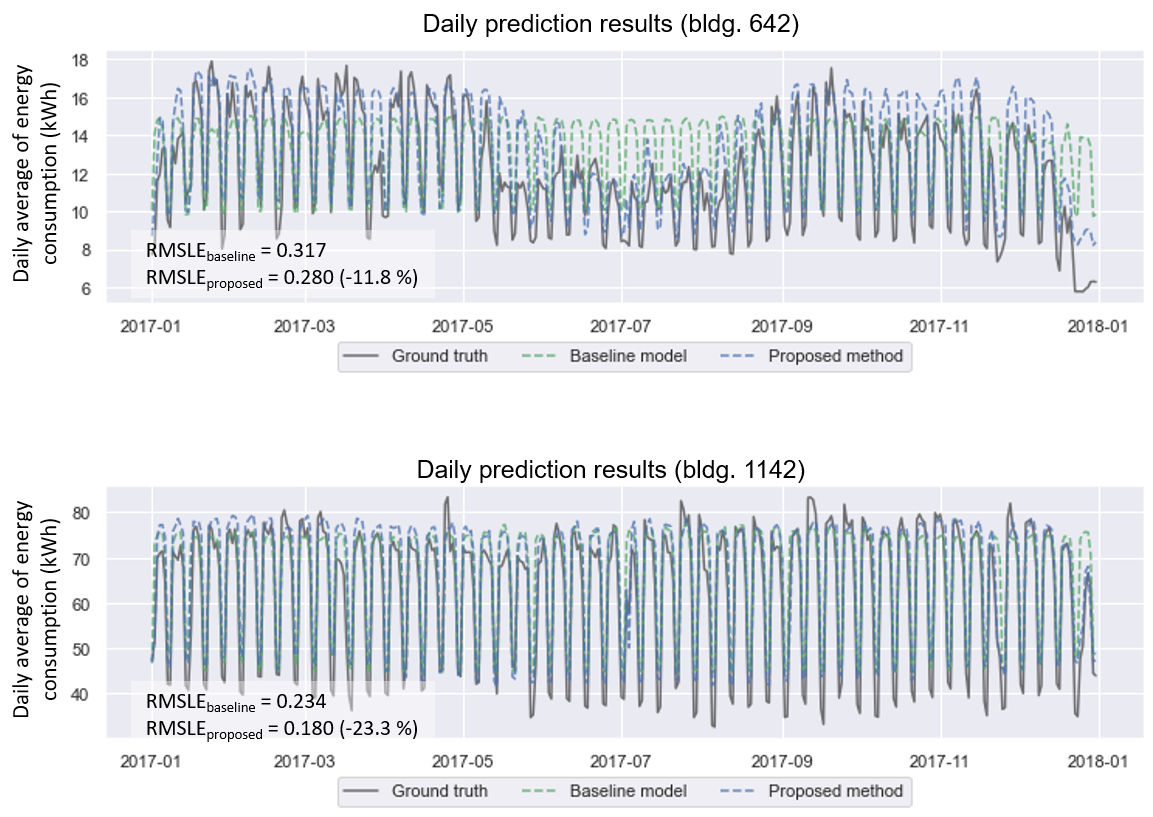 Daily prediction results (bldg. 642)
Daily average of energy
consumption (kWh)
18
16
14
12
10
8
6
RMSLEbaseline = 0.317
RMSLEproposed = 0.280 (-11.8 %)
2017-01 2017-03 2017-05 2017-07 2017-09 2017-11 2018-01
Ground truth Baseline model Proposed method
Daily prediction results (bldg. 1142)
Daily average of energy
consumption (kWh)
80
70
60
50
40
RMSLEbaseline = 0.234
RMSLEproposed = 0.180 (-23.3 %)
2017-01 2017-03 2017-05 2017-07 2017-09 2017-11 2018-01
Ground truth Baseline model Proposed method